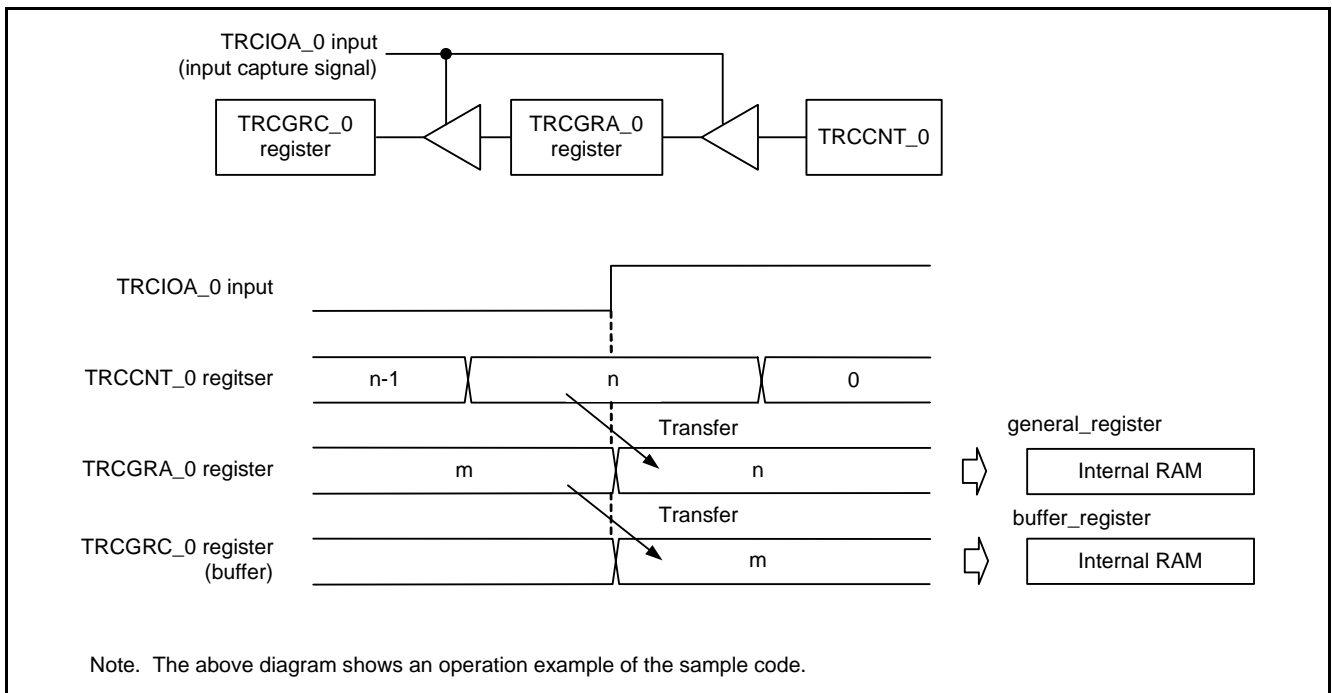 TRCIOA_0 input
(input capture signal)
TRCGRC_0
register
TRCGRA_0
register
TRCCNT_0
TRCIOA_0 input
TRCCNT_0 regitser
n-1
n
0
Transfer
general_register
TRCGRA_0 register
m
n
Internal RAM
Transfer
buffer_register
TRCGRC_0 register
(buffer)
m
Internal RAM
Note. The above diagram shows an operation example of the sample code.